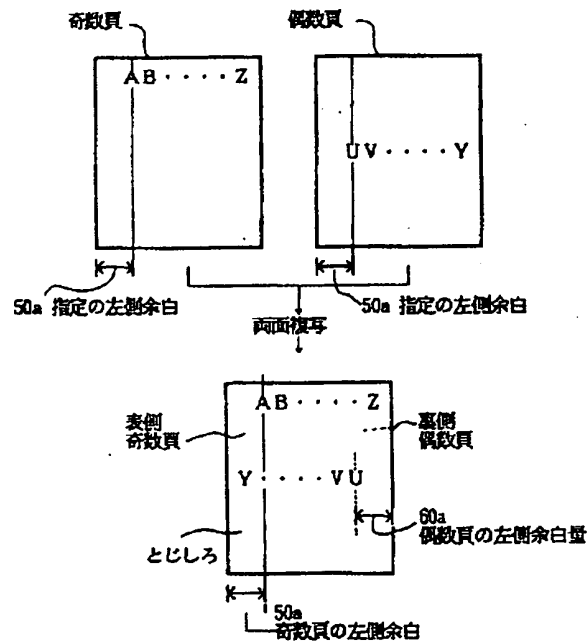 奇数頁
偶数頁
AB・・・・Z
UV・・・・Y
50a 指定の左側余白
50a 指定の左側余白
両面複写
AB・・・・Z
表側
奇数頁
裏側
偶数頁
Y・・・・VU
60a
偶数頁の左側余白量
とじしろ
50a
奇数頁の左側余白